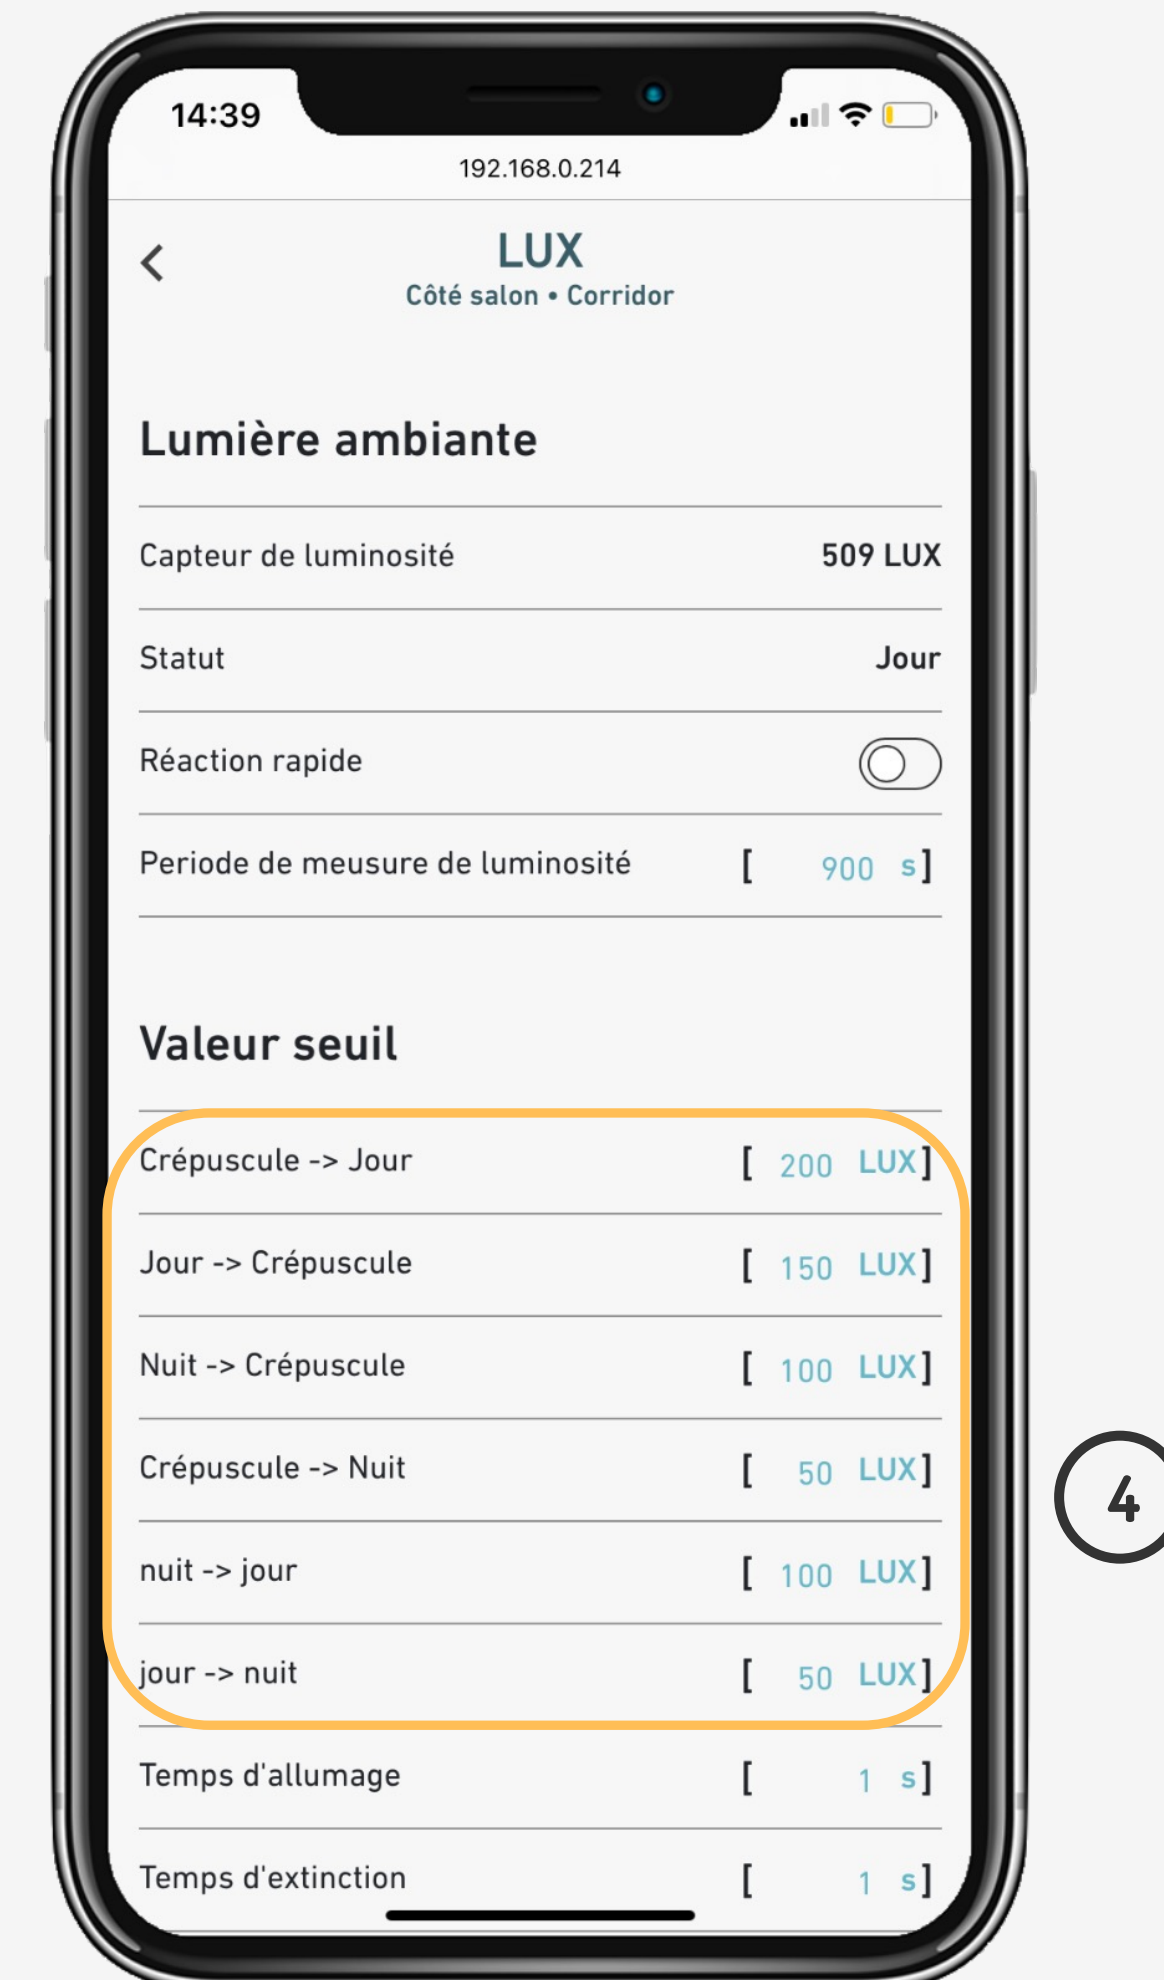 14:39
192.168.0.214
LUX
Côté salon • Corridor
Lumière ambiante
Capteur de luminosité 509 LUX
Statut Jour
Réaction rapide
Periode de meusure de luminosité [ 900 s]
Valeur seuil
Crépuscule -> Jour [ 200 LUX]
Jour -> Crépuscule [ 150 LUX]
Nuit -> Crépuscule [ 100 LUX]
Crépuscule -> Nuit [ 50 LUX]
4
nuit -> jour [ 100 LUX]
jour -> nuit [ 50 LUX]
Temps d'allumage [ 1 s]
Temps d'extinction [ 1 s]